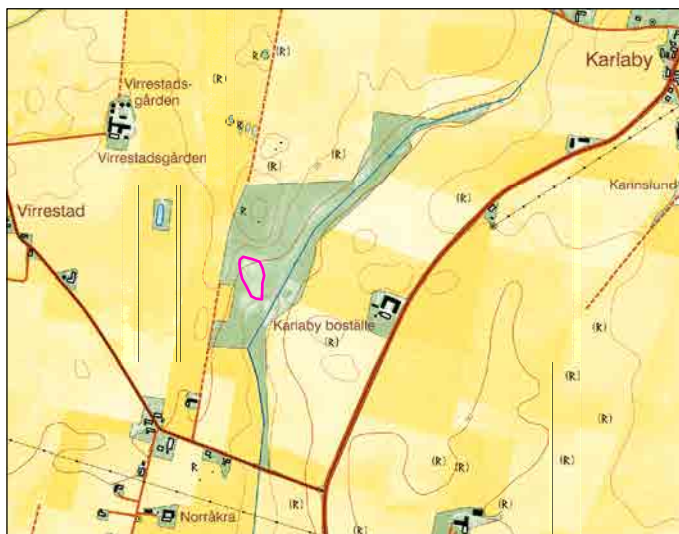 (R)
R
(R)
Karlaby
Virrestads-
gården
R
Virrestadsgården
(R)
(R)
(R)
Karinslund
Virrestad
R
Karlaby boställe
(R)
(R)
(R)
(R)
R
(R)
(R)
(R)
(R)
(R)
Norråkra